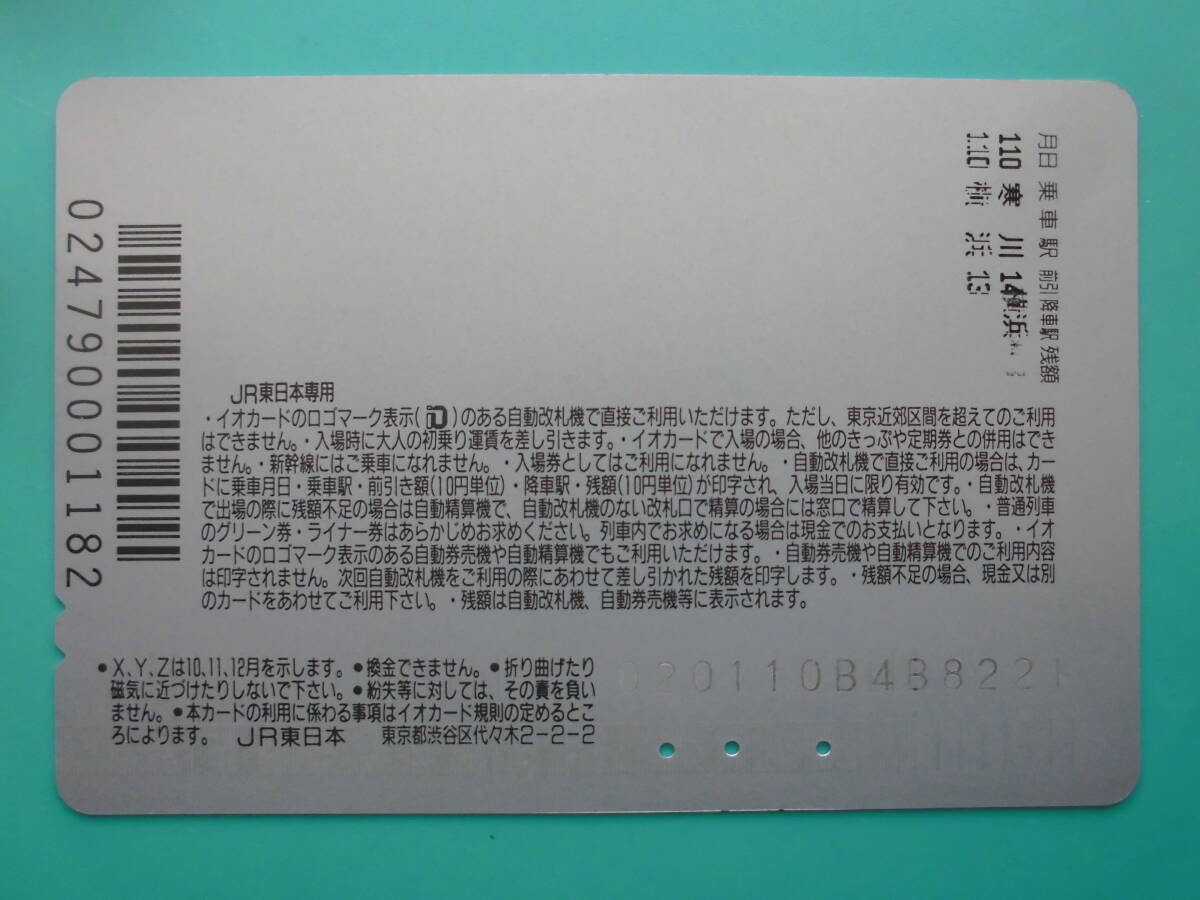 月日 乗車駅 前引 降車駅 残額
110 寒川 14 横浜
110 横浜 13
0247900001182
JR東日本専用
・イオカードのロゴマーク表示( )のある自動改札機で直接ご利用いただけます。ただし、東京近郊区間を超えてのご利用
はできません。・入場時に大人の初乗り運賃を差し引きます。・イオカードで入場の場合、他のきっぷや定期券との併用はでき
ません。・新幹線にはご乗車になれません。・入場券としてはご利用になれません。・自動改札機で直接ご利用の場合は、カー
ドに乗車月日・乗車駅・前引き額(10円単位)・降車駅・残額(10円単位)が印字され、入場当日に限り有効です。・自動改札機
で出場の際に残額不足の場合は自動精算機で、自動改札機のない改札口で精算の場合には窓口で精算して下さい。・普通列車
のグリーン券・ライナー券はあらかじめお求めください。列車内でお求めになる場合は現金でのお支払いとなります。・イオ
カードのロゴマーク表示のある自動券売機や自動精算機でもご利用いただけます。・自動券売機や自動精算機でのご利用内容
は印字されません。次回自動改札機をご利用の際にあわせて差し引かれた残額を印字します。・残額不足の場合、現金又は別
のカードをあわせてご利用下さい。・残額は自動改札機、自動券売機等に表示されます。
●X、Y、Zは10、11、12月を示します。●換金できません。●折り曲げたり
磁気に近づけたりしないで下さい。●紛失等に対しては、その責を負い
ません。●本カードの利用に係わる事項はイオカード規則の定めるとこ
ろによります。 JR東日本 東京都渋谷区代々木2-2-2
020110B4B8221